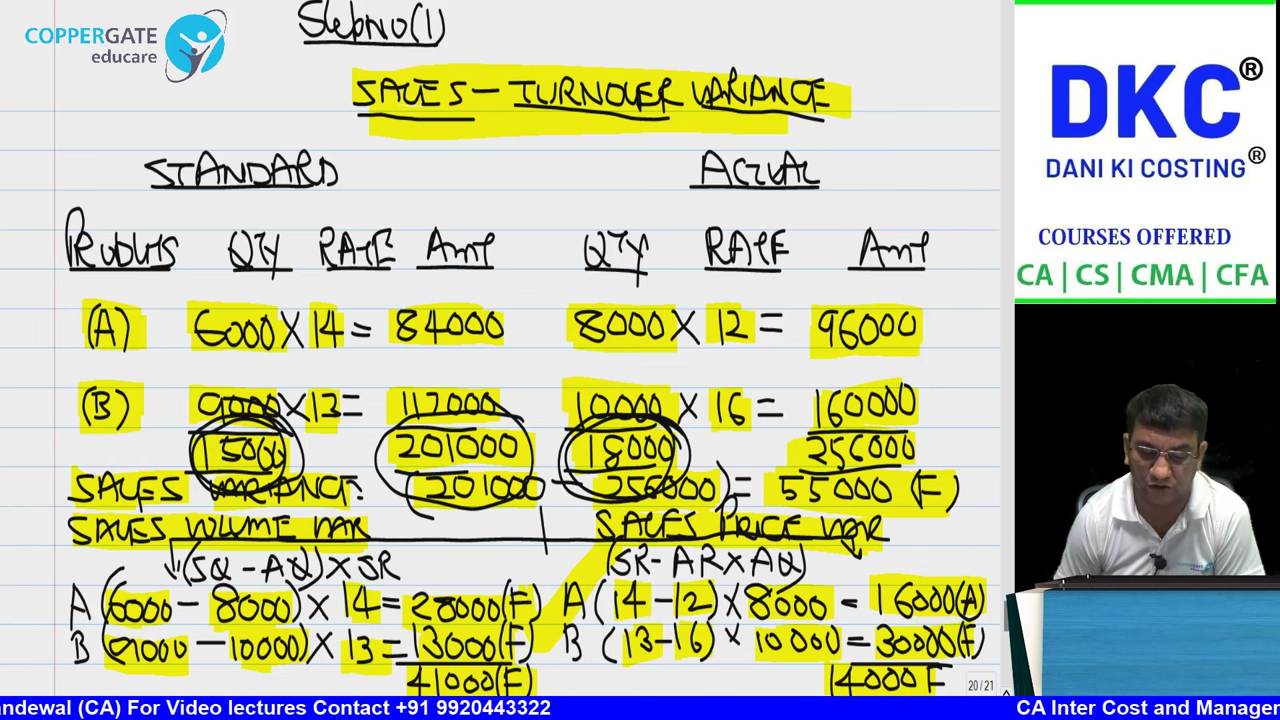 COPPERGATE
educare
Step No (1)
SALES - TURNOVER VARIANCE
STANDARD ACTUAL
PRODUCTS QTY RATE Amt QTY RATE Amt
(A) 6000 X 14 = 84000 8000 X 12 = 96000
(B) 9000 X 13 = 117000 10000 X 16 = 160000
15000 201000 18000 256000
SALES VARIANCE: 201000 - 256000) = 55000 (F)
SALES VOLUME VAR SALES PRICE VAR
(SQ - AQ) X SR (SR - AR X AQ)
A (6000 - 8000) X 14 = 28000 (F) A (14 - 12) X 8000 = 16000 (A)
B (9000 - 10000) X 13 = 13000 (F) B (13 - 16) X 10000 = 30000 (F)
41000 (F) 14000 F
20 / 21
DKC®
DANI KI COSTING®
COURSES OFFERED
CA | CS | CMA | CFA
ndewal (CA) For Video lectures Contact +91 9920443322
CA Inter Cost and Manager